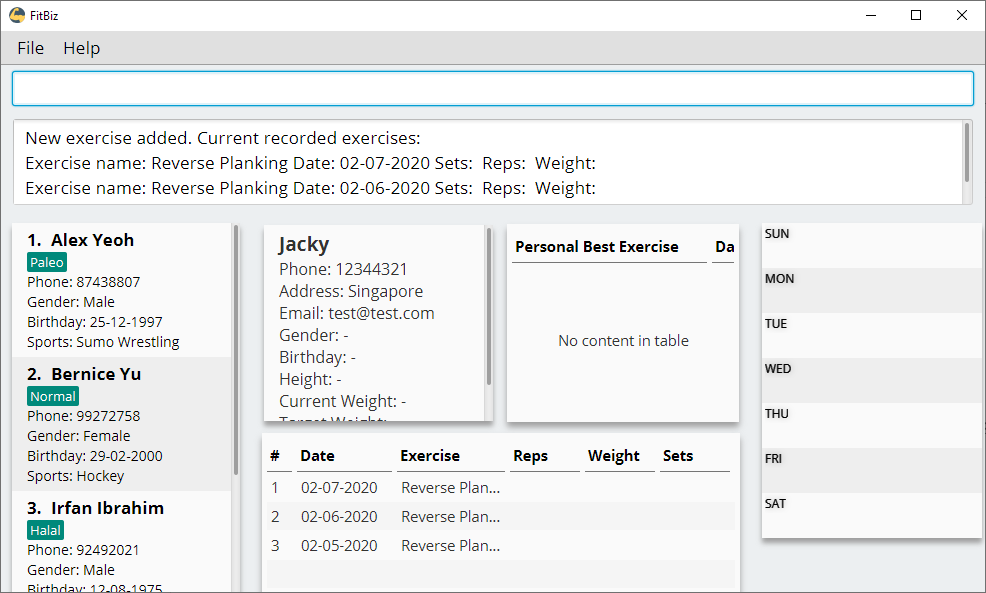 FitBiz
File Help
New exercise added. Current recorded exercises:
Exercise name: Reverse Planking Date: 02-07-2020 Sets: Reps: Weight:
Exercise name: Reverse Planking Date: 02-06-2020 Sets: Reps: Weight:
1. Alex Yeoh
Paleo
Phone: 87438807
Gender: Male
Birthday: 25-12-1997
Sports: Sumo Wrestling
2. Bernice Yu
Normal
Phone: 99272758
Gender: Female
Birthday: 29-02-2000
Sports: Hockey
3. Irfan Ibrahim
Halal
Phone: 92492021
Gender: Male
Birthday: 12-08-1975
Jacky
Phone: 12344321
Address: Singapore
Email: test@test.com
Gender: -
Birthday: -
Height: -
Current Weight: -
Target Weight:
Personal Best Exercise Da
No content in table
# Date Exercise Reps Weight Sets
1 02-07-2020 Reverse Plan...
2 02-06-2020 Reverse Plan...
3 02-05-2020 Reverse Plan...
SUN
MON
TUE
WED
THU
FRI
SAT